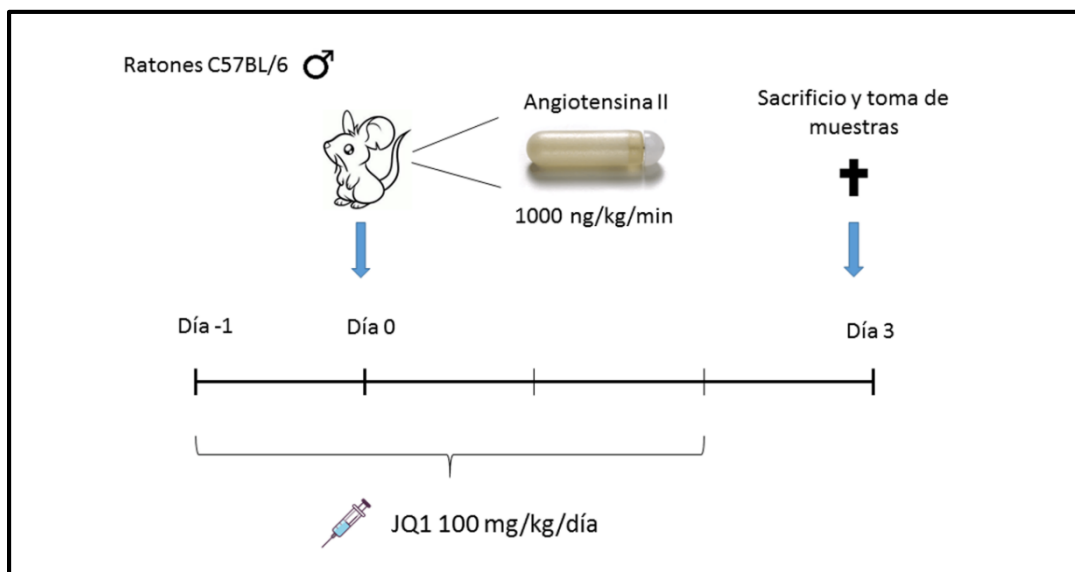 Ratones C57BL/6
Angiotensina II
1000 ng/kg/min
Sacrificio y toma de
muestras
Día -1
Día 0
Día 3
JQ1 100 mg/kg/día